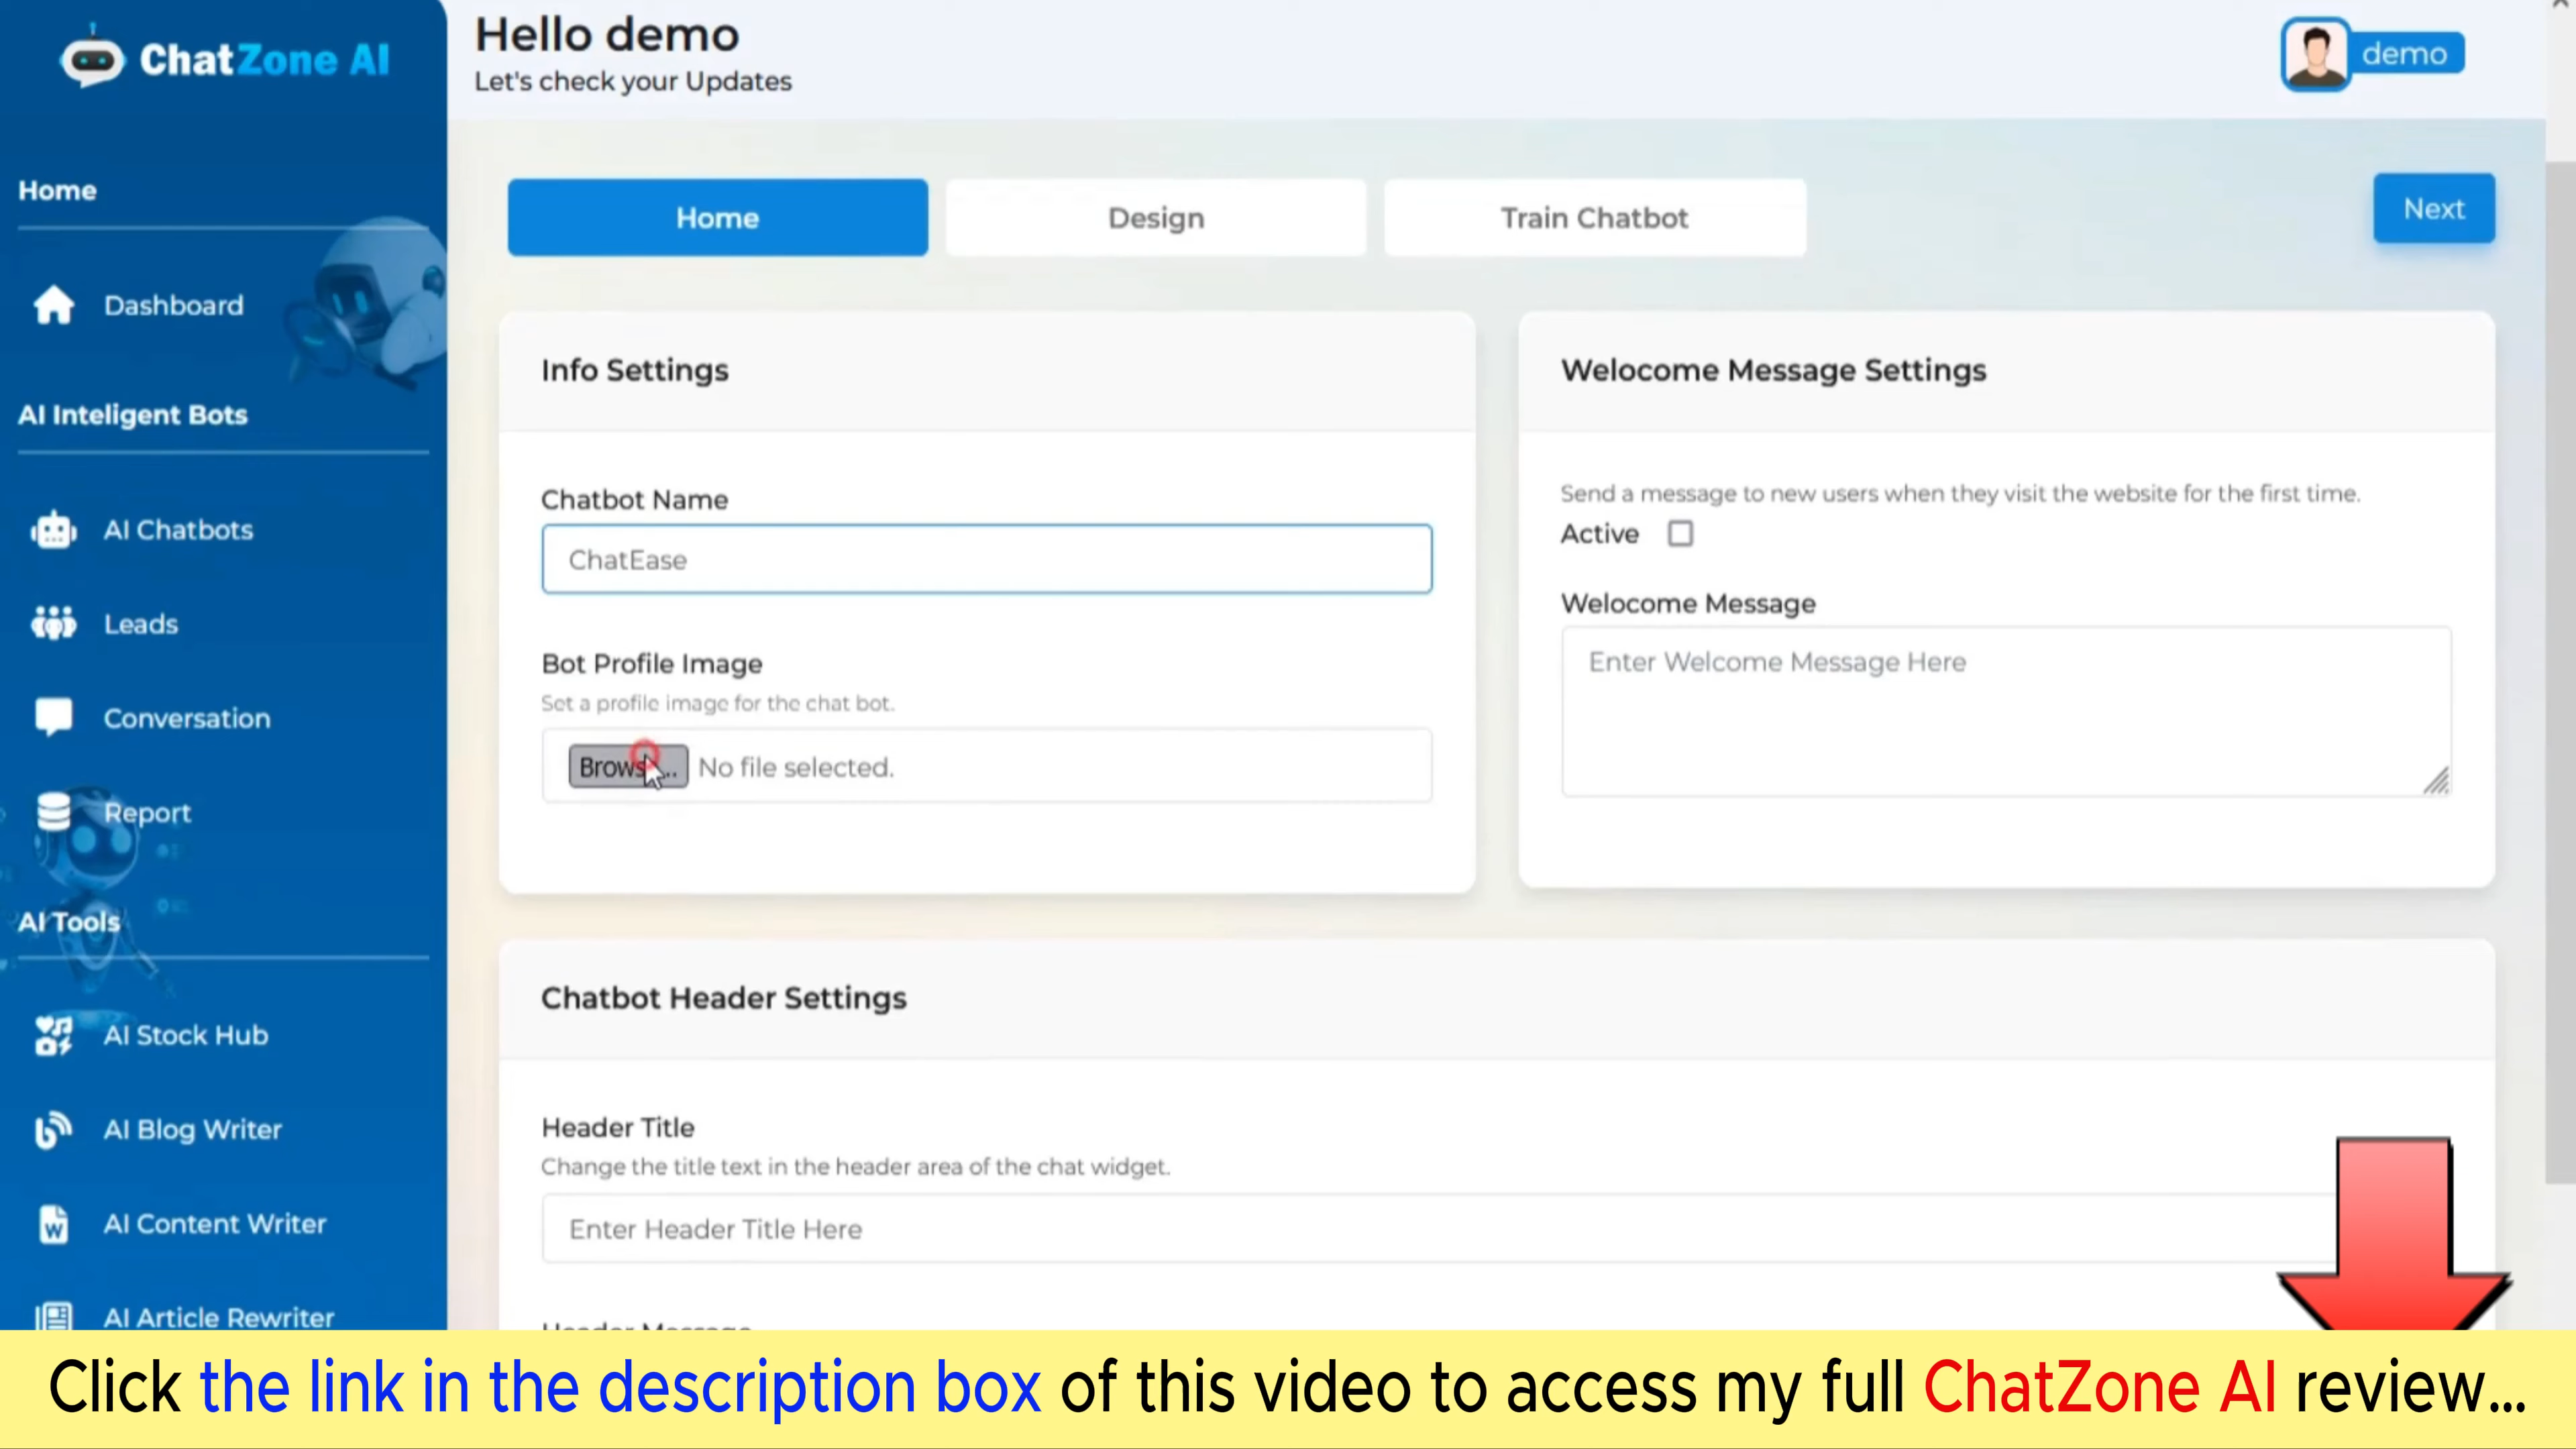 ChatZone AI
Hello demo
Let's check your Updates
demo
Home
Dashboard
AI Inteligent Bots
AI Chatbots
Leads
Conversation
Report
AI Tools
AI Stock Hub
AI Blog Writer
AI Content Writer
AI Article Rewriter
Home
Design
Train Chatbot
Next
Info Settings
Chatbot Name
ChatEase
Bot Profile Image
Set a profile image for the chat bot.
No file selected.
Welocome Message Settings
Send a message to new users when they visit the website for the first time.
Active
Welocome Message
Enter Welcome Message Here
Chatbot Header Settings
Header Title
Change the title text in the header area of the chat widget.
Enter Header Title Here
Click the link in the description box of this video to access my full ChatZone AI review...